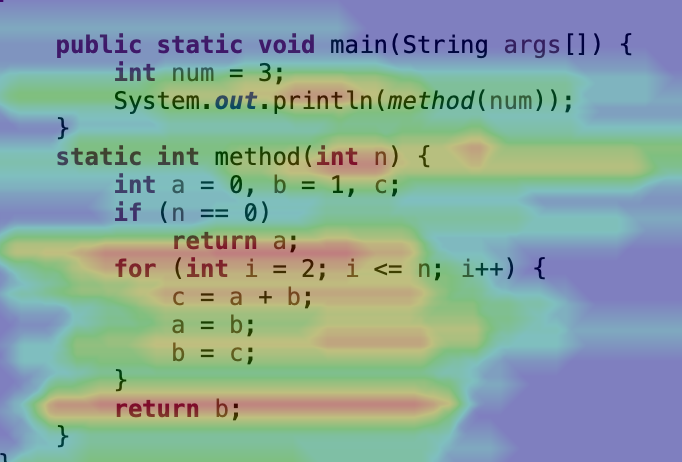 public static void main(String args[]) {
int num = 3;
System.out.println(method(num));
}
static int method(int n) {
int a = 0, b = 1, c;
if (n == 0)
return a;
for (int i = 2; i <= n; i++) {
c = a + b;
a = b;
b = c;
}
return b;
}
}